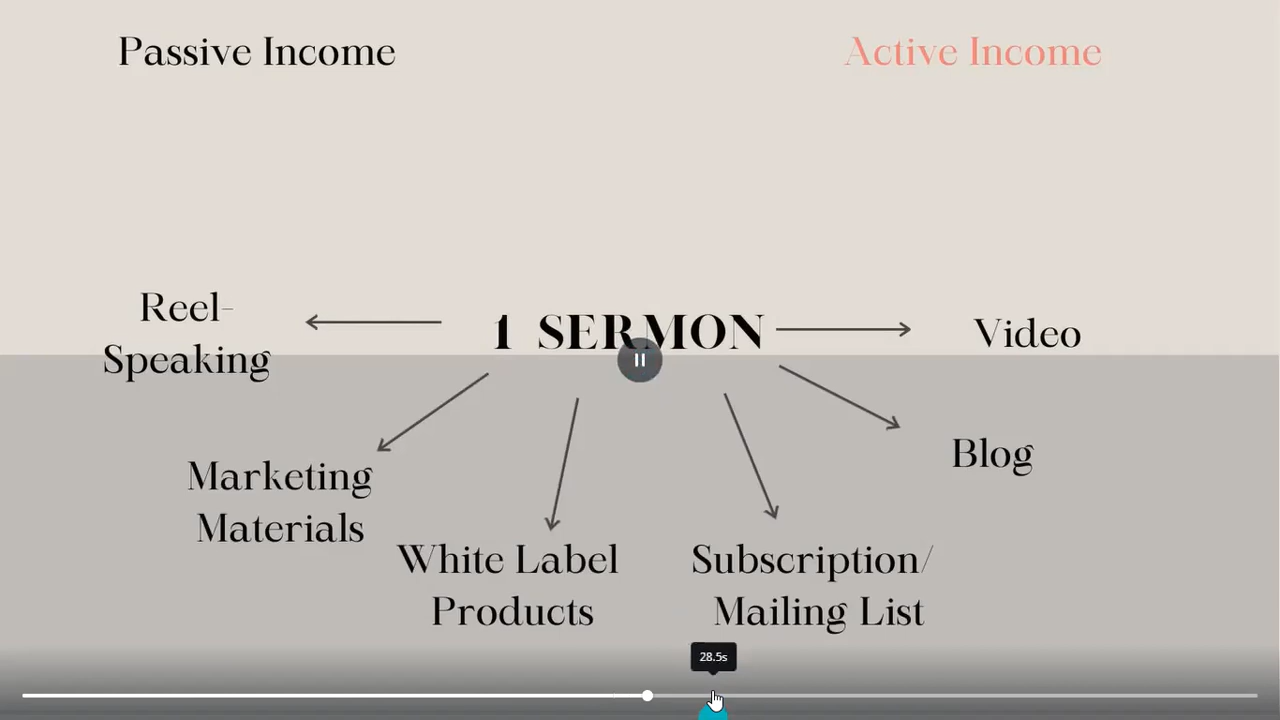 Passive Income
Active Income
Reel-
Speaking
1 SERMON
Video
Blog
Marketing
Materials
White Label
Products
Subscription/
Mailing List
28.5s